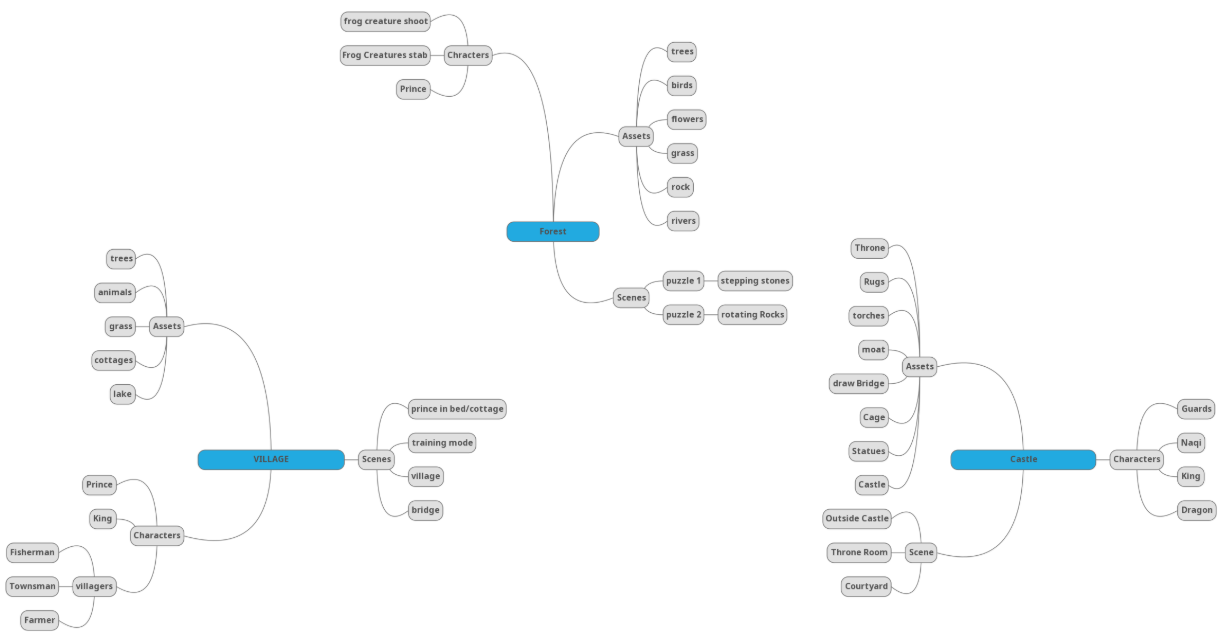 frog creature shoot
Frog Creatures stab
Prince
Chracters
trees
birds
flowers
grass
rock
rivers
Assets
Forest
Scenes
puzzle 1
stepping stones
puzzle 2
rotating Rocks
trees
animals
grass
cottages
lake
Assets
VILLAGE
Scenes
prince in bed/cottage
training mode
village
bridge
Prince
King
Characters
Fisherman
Townsman
Farmer
villagers
Throne
Rugs
torches
moat
draw Bridge
Cage
Statues
Castle
Assets
Castle
Characters
Guards
Naqi
King
Dragon
Outside Castle
Throne Room
Courtyard
Scene